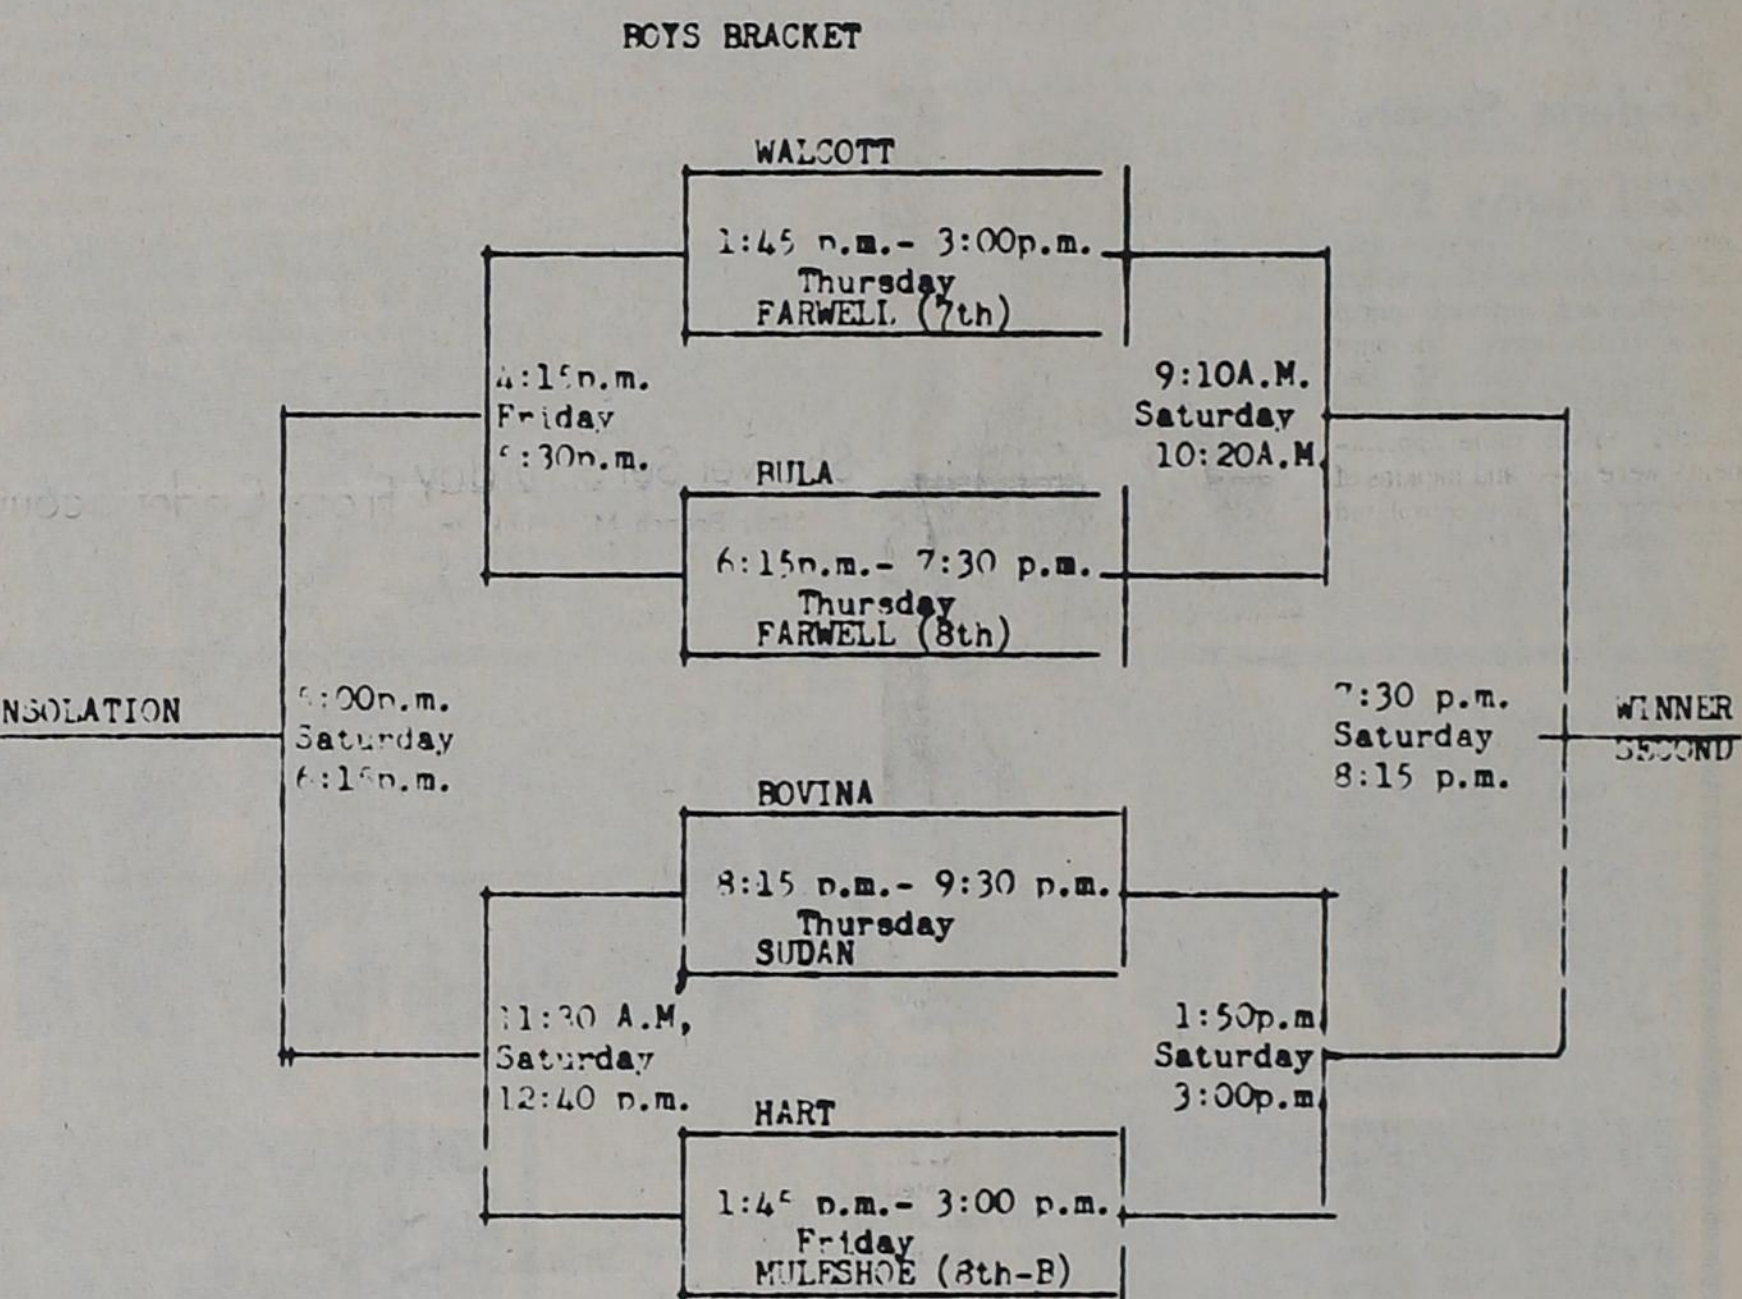 BOYS BRACKET
WALCOTT
1:45 p.m.- 3:00p.m.
Thursday
FARWELL (7th)
4:15p.m.
Friday
5:30p.m.
9:10A.M.
Saturday
10:20A.M.
BULA
6:15p.m.- 7:30 p.m.
Thursday
FARWELL (8th)
NSOLATION
5:00p.m.
Saturday
6:15p.m.
7:30 p.m.
Saturday
8:15 p.m.
WINNER
SECOND
BOVINA
8:15 p.m.- 9:30 p.m.
Thursday
SUDAN
11:30 A.M,
Saturday
12:40 p.m.
1:50p.m
Saturday
3:00p.m
HART
1:45 p.m.- 3:00 p.m.
Friday
MULESHOE (8th-B)